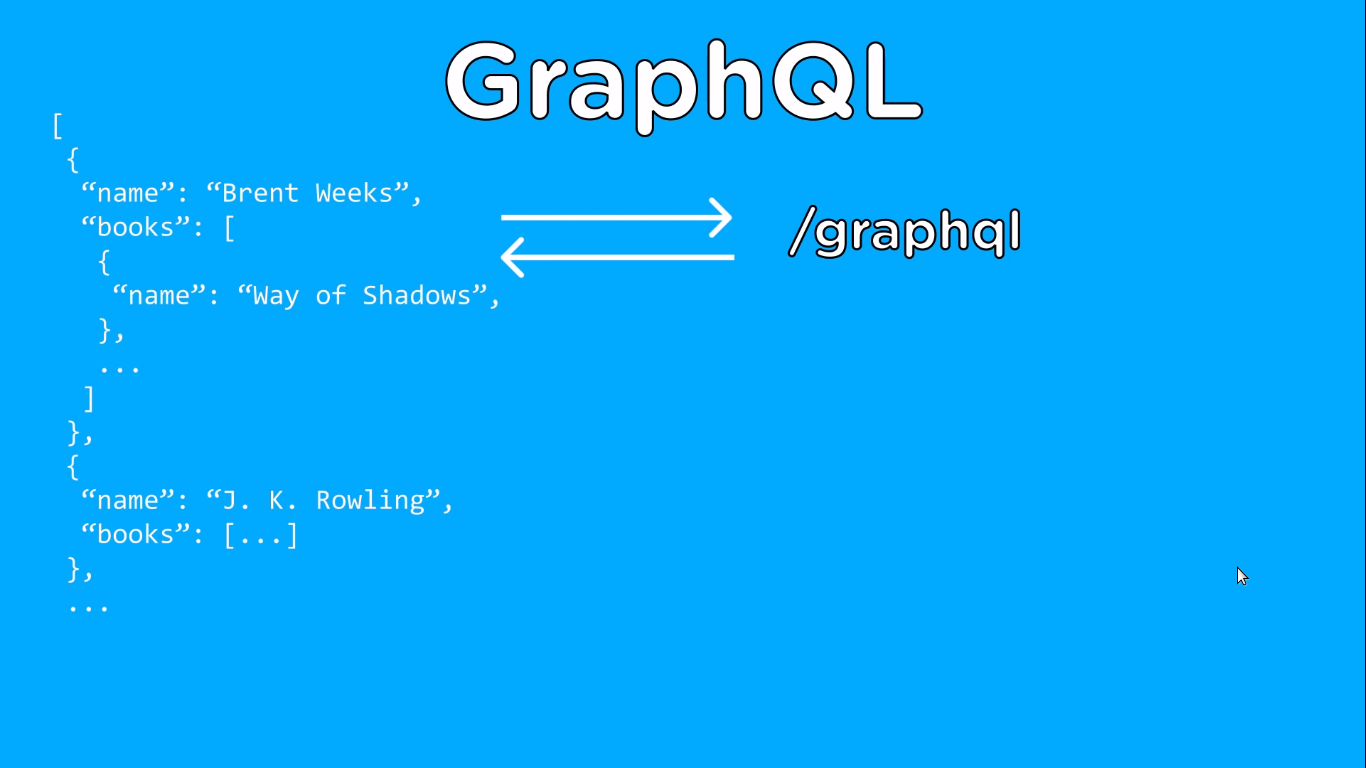 GraphQL
[
{
“name”: “Brent Weeks”,
“books”: [
/graphql
{
“name”: “Way of Shadows”,
},
...
]
},
{
“name”: “J. K. Rowling”,
“books”: [...]
},
...